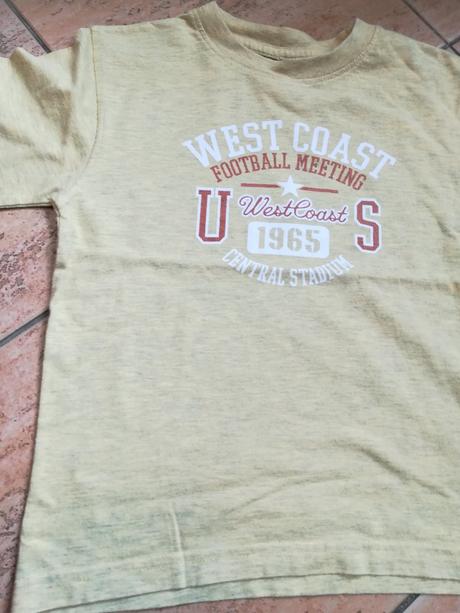 WEST COAST
FOOTBALL MEETING
U WestCoast S
1965
CENTRAL STADIUM